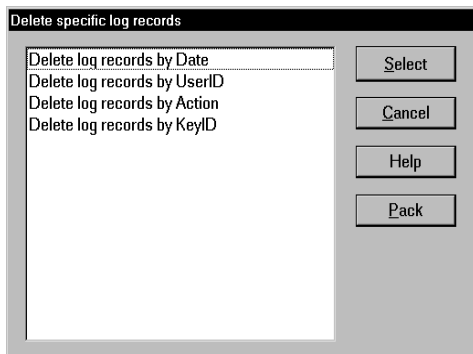 Delete specific log records
Delete log records by Date
Delete log records by UserID
Delete log records by Action
Delete log records by KeyID
Select
Cancel
Help
Pack